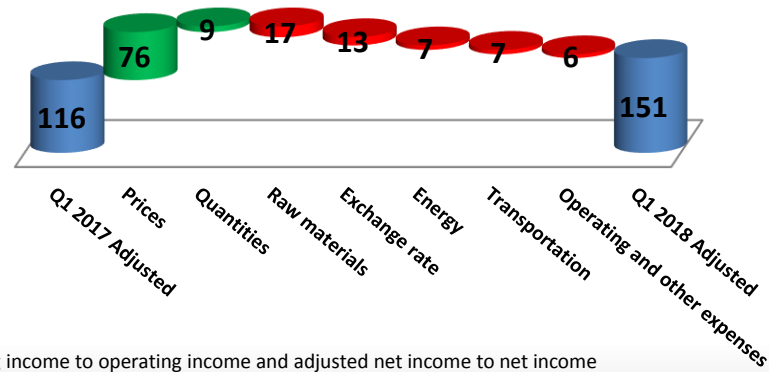 116
76
9
17
13
7
7
6
151
Q1 2017 Adjusted
Prices
Quantities
Raw materials
Exchange rate
Energy
Transportation
Operating and other expenses
Q1 2018 Adjusted
income to operating income and adjusted net income to net income